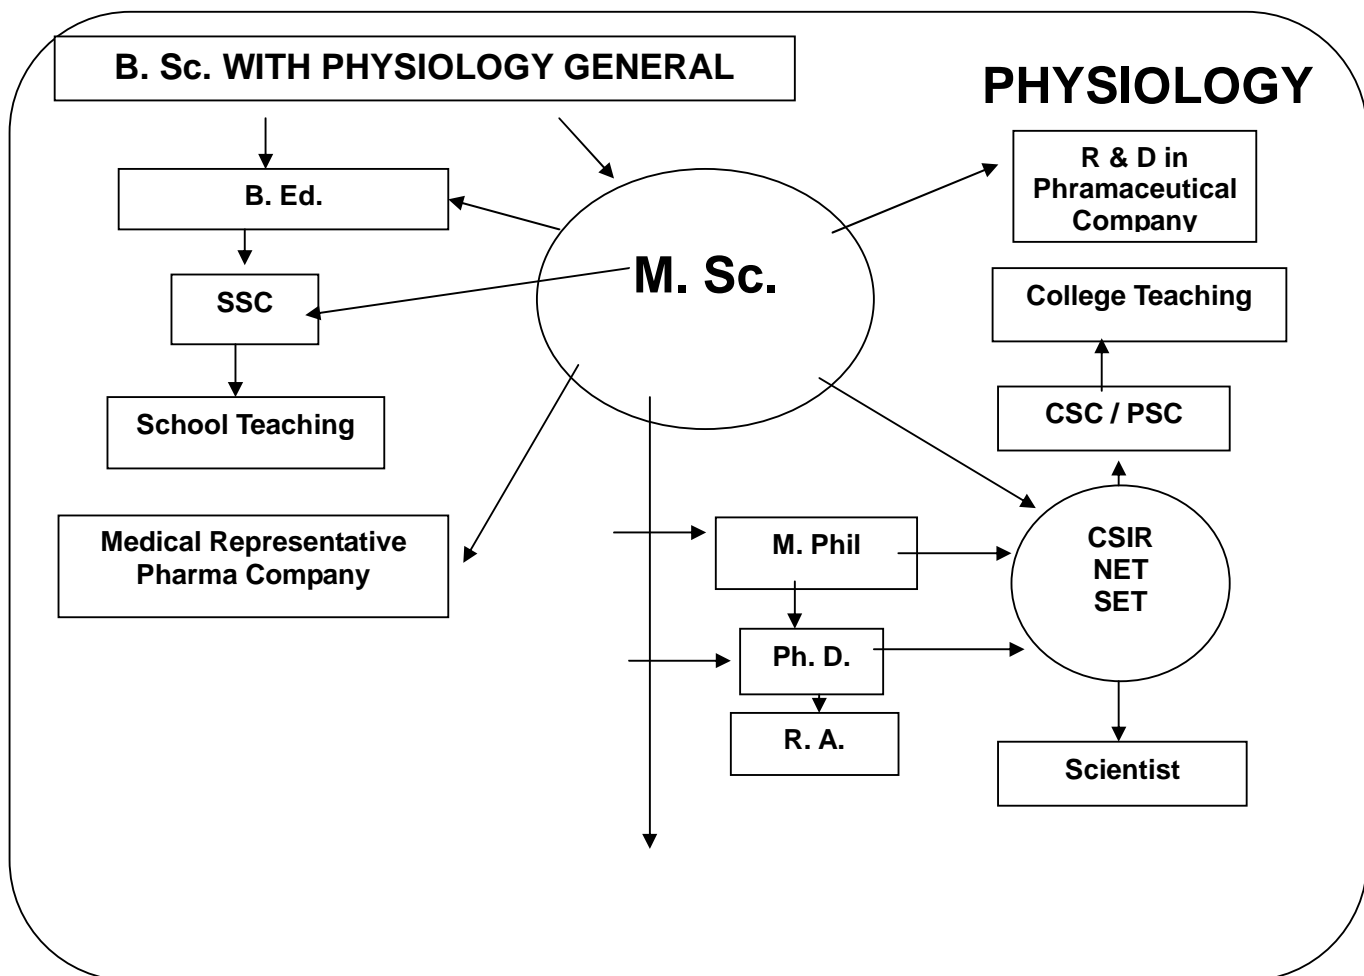 B. Sc. WITH PHYSIOLOGY GENERAL
PHYSIOLOGY
R & D in
Phramaceutical
Company
B. Ed.
M. Sc.
SSC
College Teaching
School Teaching
CSC / PSC
Medical Representative
Pharma Company
M. Phil
CSIR
NET
SET
Ph. D.
R. A.
Scientist